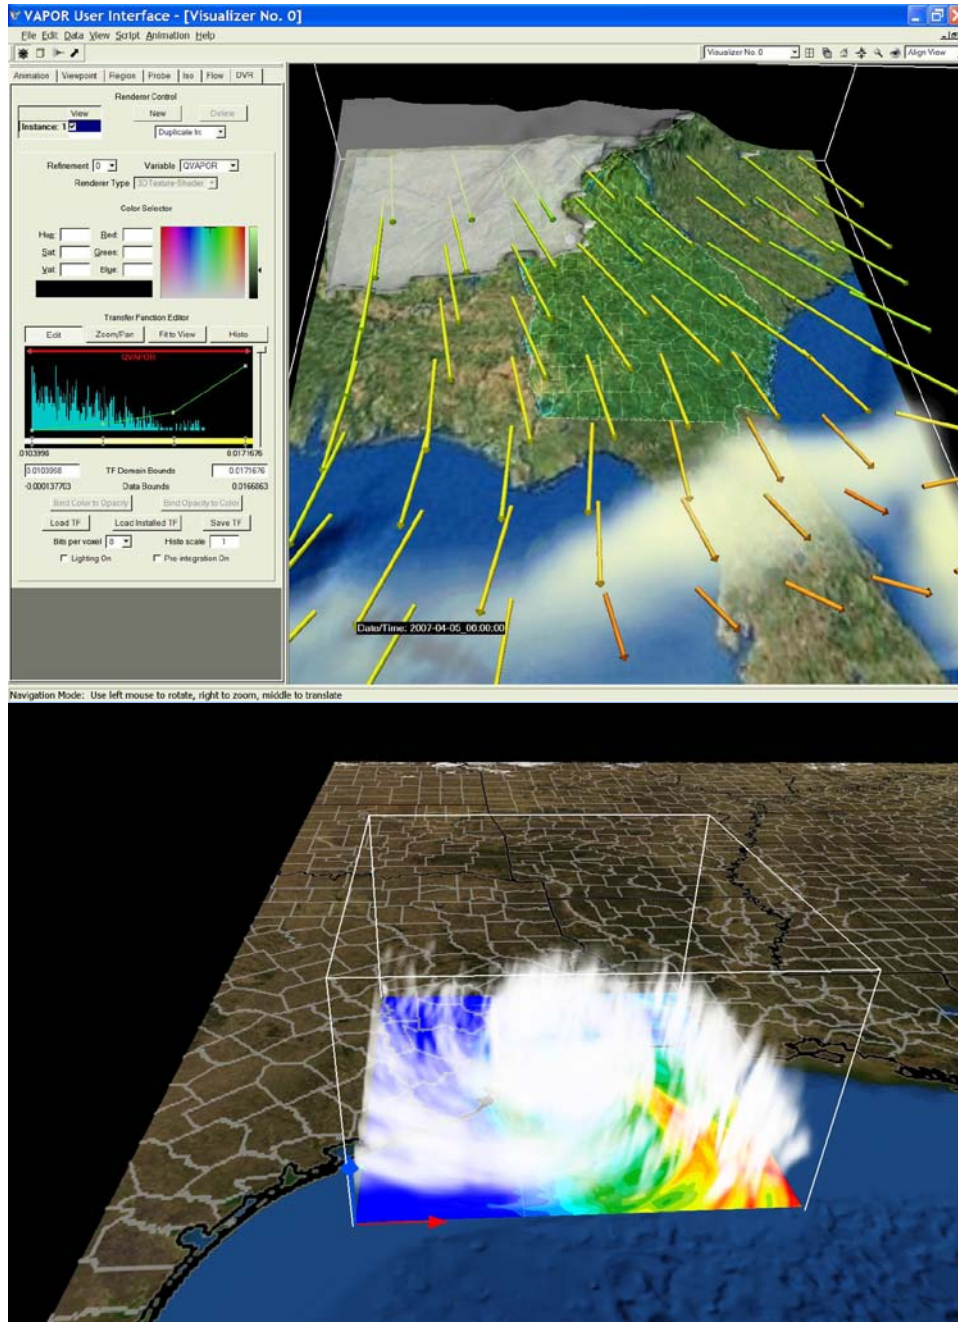 VAPOR User Interface - [Visualizer No. 0]
File Edit Data View Script Animation Help
Visualizer No. 0
Align View
Animation Viewpoint Region Probe Iso Flow DVR
Renderer Control
View New Delete
Instance: 1
Duplicate In:
Refinement 0 Variable QVAPOR
Renderer Type 3DTexture-Shader
Color Selector
Hue: Red:
Sat: Green:
Val: Blue:
Transfer Function Editor
Edit Zoom/Pan Fit to View Histo
QVAPOR
.0103998 0.0171676
0.0103998 TF Domain Bounds 0.0171676
-0.000137703 Data Bounds 0.0166863
Bind Color to Opacity Bind Opacity to Color
Load TF Load Installed TF Save TF
Bits per voxel 8 Histo scale 1
Lighting On Pre-integration On
Date/Time: 2007-04-05_06:00:00
Navigation Mode: Use left mouse to rotate, right to zoom, middle to translate